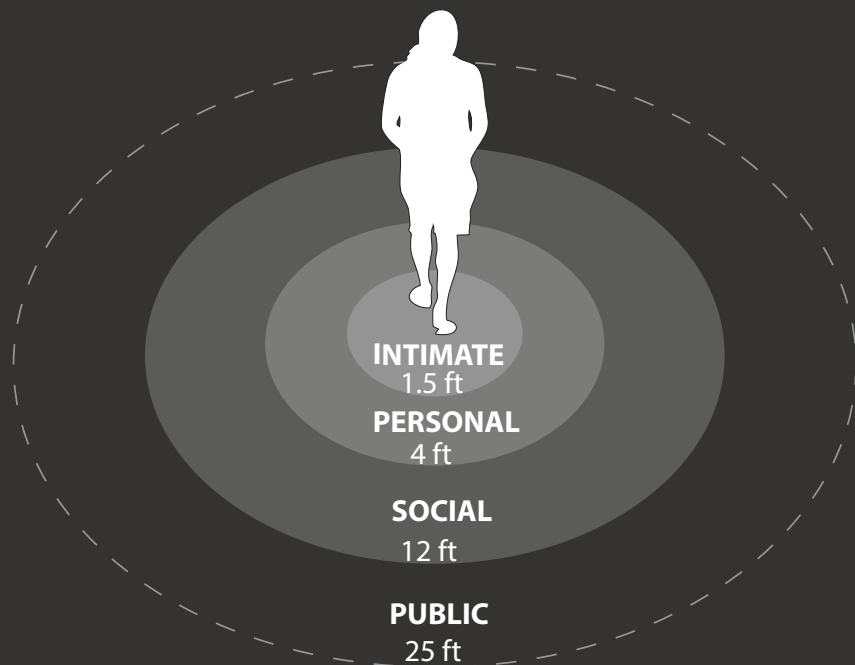 INTIMATE
1.5 ft
PERSONAL
4 ft
SOCIAL
12 ft
PUBLIC
25 ft